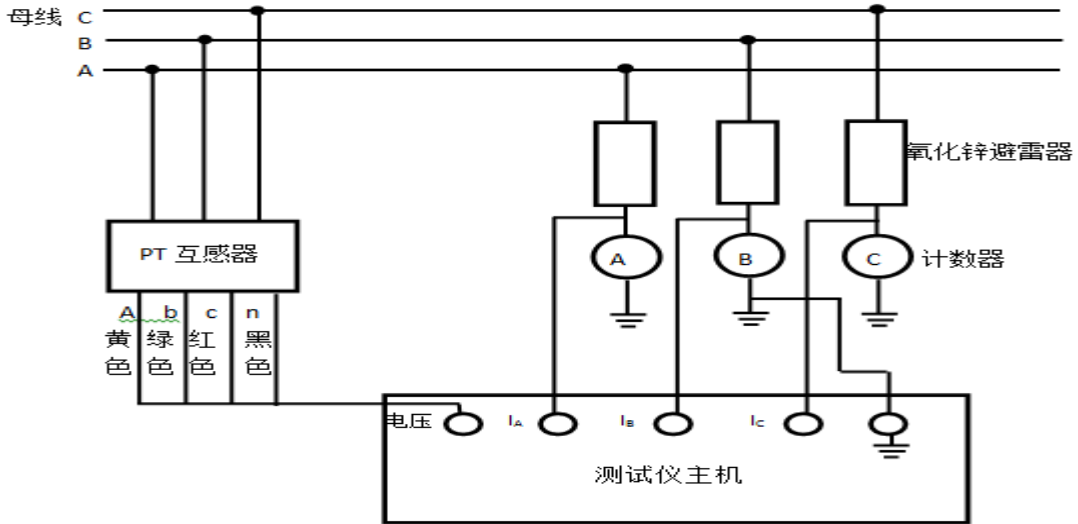 母线 C
B
A
氧化锌避雷器
PT 互感器
A
B
C
计数器
A b c n
黄色 绿色 红色 黑色
电压 IA IB IC
测试仪主机